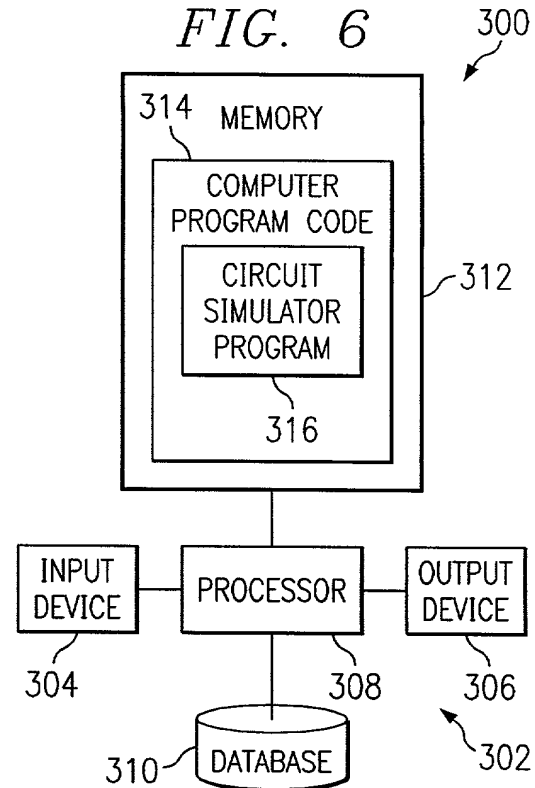 FIG. 6
300
314
MEMORY
COMPUTER
PROGRAM CODE
CIRCUIT
SIMULATOR
PROGRAM
312
316
INPUT
DEVICE
PROCESSOR
OUTPUT
DEVICE
304
308
306
310
DATABASE
302